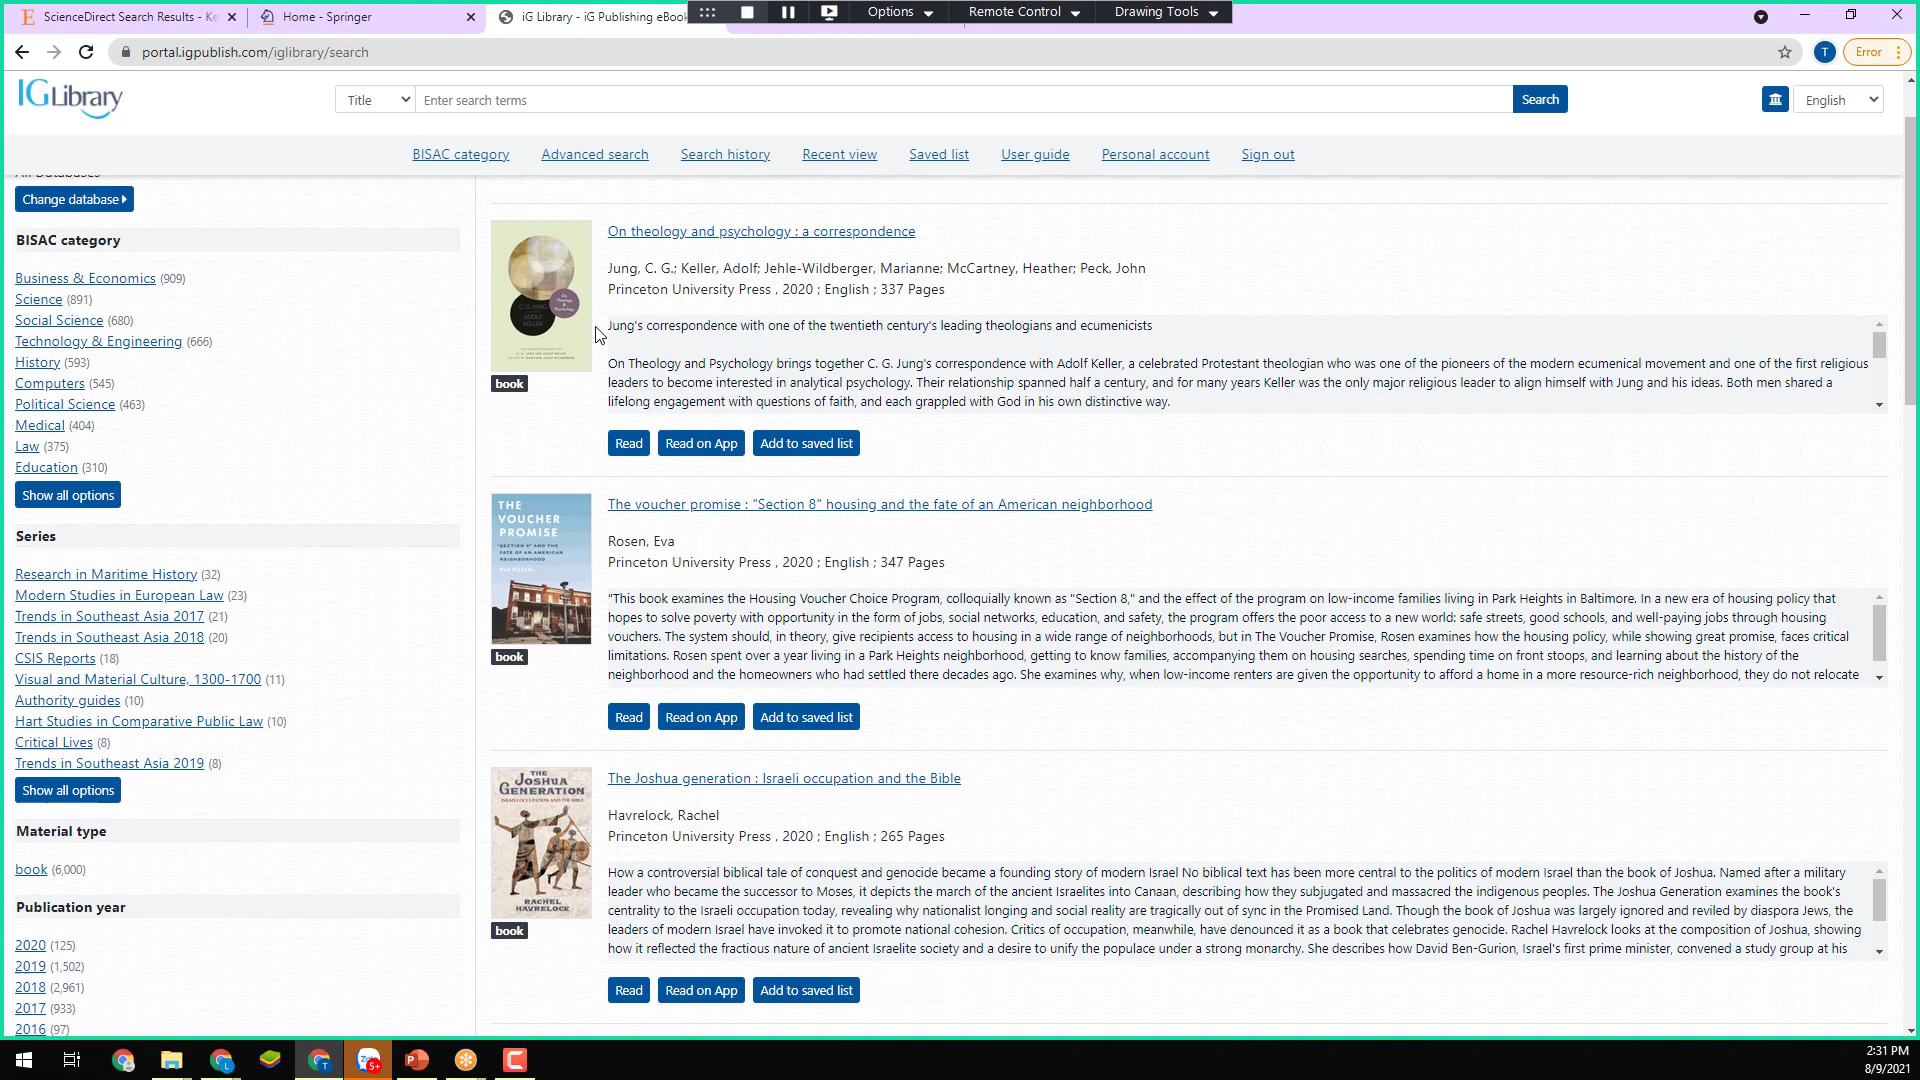 ScienceDirect Search Results - Ke
Home - Springer
iG Library - iG Publishing eBook
Options
Remote Control
Drawing Tools
portal.igpublish.com/iglibrary/search
T
Error
IGLibrary
Title
Enter search terms
Search
English
BISAC category
Advanced search
Search history
Recent view
Saved list
User guide
Personal account
Sign out
All Databases
Change database
BISAC category
Business & Economics (909)
Science (891)
Social Science (680)
Technology & Engineering (666)
History (593)
Computers (545)
Political Science (463)
Medical (404)
Law (375)
Education (310)
Show all options
Series
Research in Maritime History (32)
Modern Studies in European Law (23)
Trends in Southeast Asia 2017 (21)
Trends in Southeast Asia 2018 (20)
CSIS Reports (18)
Visual and Material Culture, 1300-1700 (11)
Authority guides (10)
Hart Studies in Comparative Public Law (10)
Critical Lives (8)
Trends in Southeast Asia 2019 (8)
Show all options
Material type
book (6,000)
Publication year
2020 (125)
2019 (1,502)
2018 (2,961)
2017 (933)
2016 (97)
On theology and psychology : a correspondence
Jung, C. G.; Keller, Adolf; Jehle-Wildberger, Marianne; McCartney, Heather; Peck, John
Princeton University Press , 2020 ; English ; 337 Pages
Jung's correspondence with one of the twentieth century's leading theologians and ecumenicists
On Theology and Psychology brings together C. G. Jung's correspondence with Adolf Keller, a celebrated Protestant theologian who was one of the pioneers of the modern ecumenical movement and one of the first religious
leaders to become interested in analytical psychology. Their relationship spanned half a century, and for many years Keller was the only major religious leader to align himself with Jung and his ideas. Both men shared a
lifelong engagement with questions of faith, and each grappled with God in his own distinctive way.
book
Read
Read on App
Add to saved list
THE
VOUCHER
PROMISE
"SECTION 8" AND THE
FATE OF AN AMERICAN
NEIGHBORHOOD
EVA ROSEN
book
The voucher promise : "Section 8" housing and the fate of an American neighborhood
Rosen, Eva
Princeton University Press , 2020 ; English ; 347 Pages
"This book examines the Housing Voucher Choice Program, colloquially known as "Section 8," and the effect of the program on low-income families living in Park Heights in Baltimore. In a new era of housing policy that
hopes to solve poverty with opportunity in the form of jobs, social networks, education, and safety, the program offers the poor access to a new world: safe streets, good schools, and well-paying jobs through housing
vouchers. The system should, in theory, give recipients access to housing in a wide range of neighborhoods, but in The Voucher Promise, Rosen examines how the housing policy, while showing great promise, faces critical
limitations. Rosen spent over a year living in a Park Heights neighborhood, getting to know families, accompanying them on housing searches, spending time on front stoops, and learning about the history of the
neighborhood and the homeowners who had settled there decades ago. She examines why, when low-income renters are given the opportunity to afford a home in a more resource-rich neighborhood, they do not relocate
Read
Read on App
Add to saved list
THE
JOSHUA
GENERATION
ISRAELI OCCUPATION AND THE BIBLE
RACHEL
HAVRELOCK
book
The Joshua generation : Israeli occupation and the Bible
Havrelock, Rachel
Princeton University Press , 2020 ; English ; 265 Pages
How a controversial biblical tale of conquest and genocide became a founding story of modern Israel No biblical text has been more central to the politics of modern Israel than the book of Joshua. Named after a military
leader who became the successor to Moses, it depicts the march of the ancient Israelites into Canaan, describing how they subjugated and massacred the indigenous peoples. The Joshua Generation examines the book's
centrality to the Israeli occupation today, revealing why nationalist longing and social reality are tragically out of sync in the Promised Land. Though the book of Joshua was largely ignored and reviled by diaspora Jews, the
leaders of modern Israel have invoked it to promote national cohesion. Critics of occupation, meanwhile, have denounced it as a book that celebrates genocide. Rachel Havrelock looks at the composition of Joshua, showing
how it reflected the fractious nature of ancient Israelite society and a desire to unify the populace under a strong monarchy. She describes how David Ben-Gurion, Israel's first prime minister, convened a study group at his
Read
Read on App
Add to saved list
2:31 PM
8/9/2021